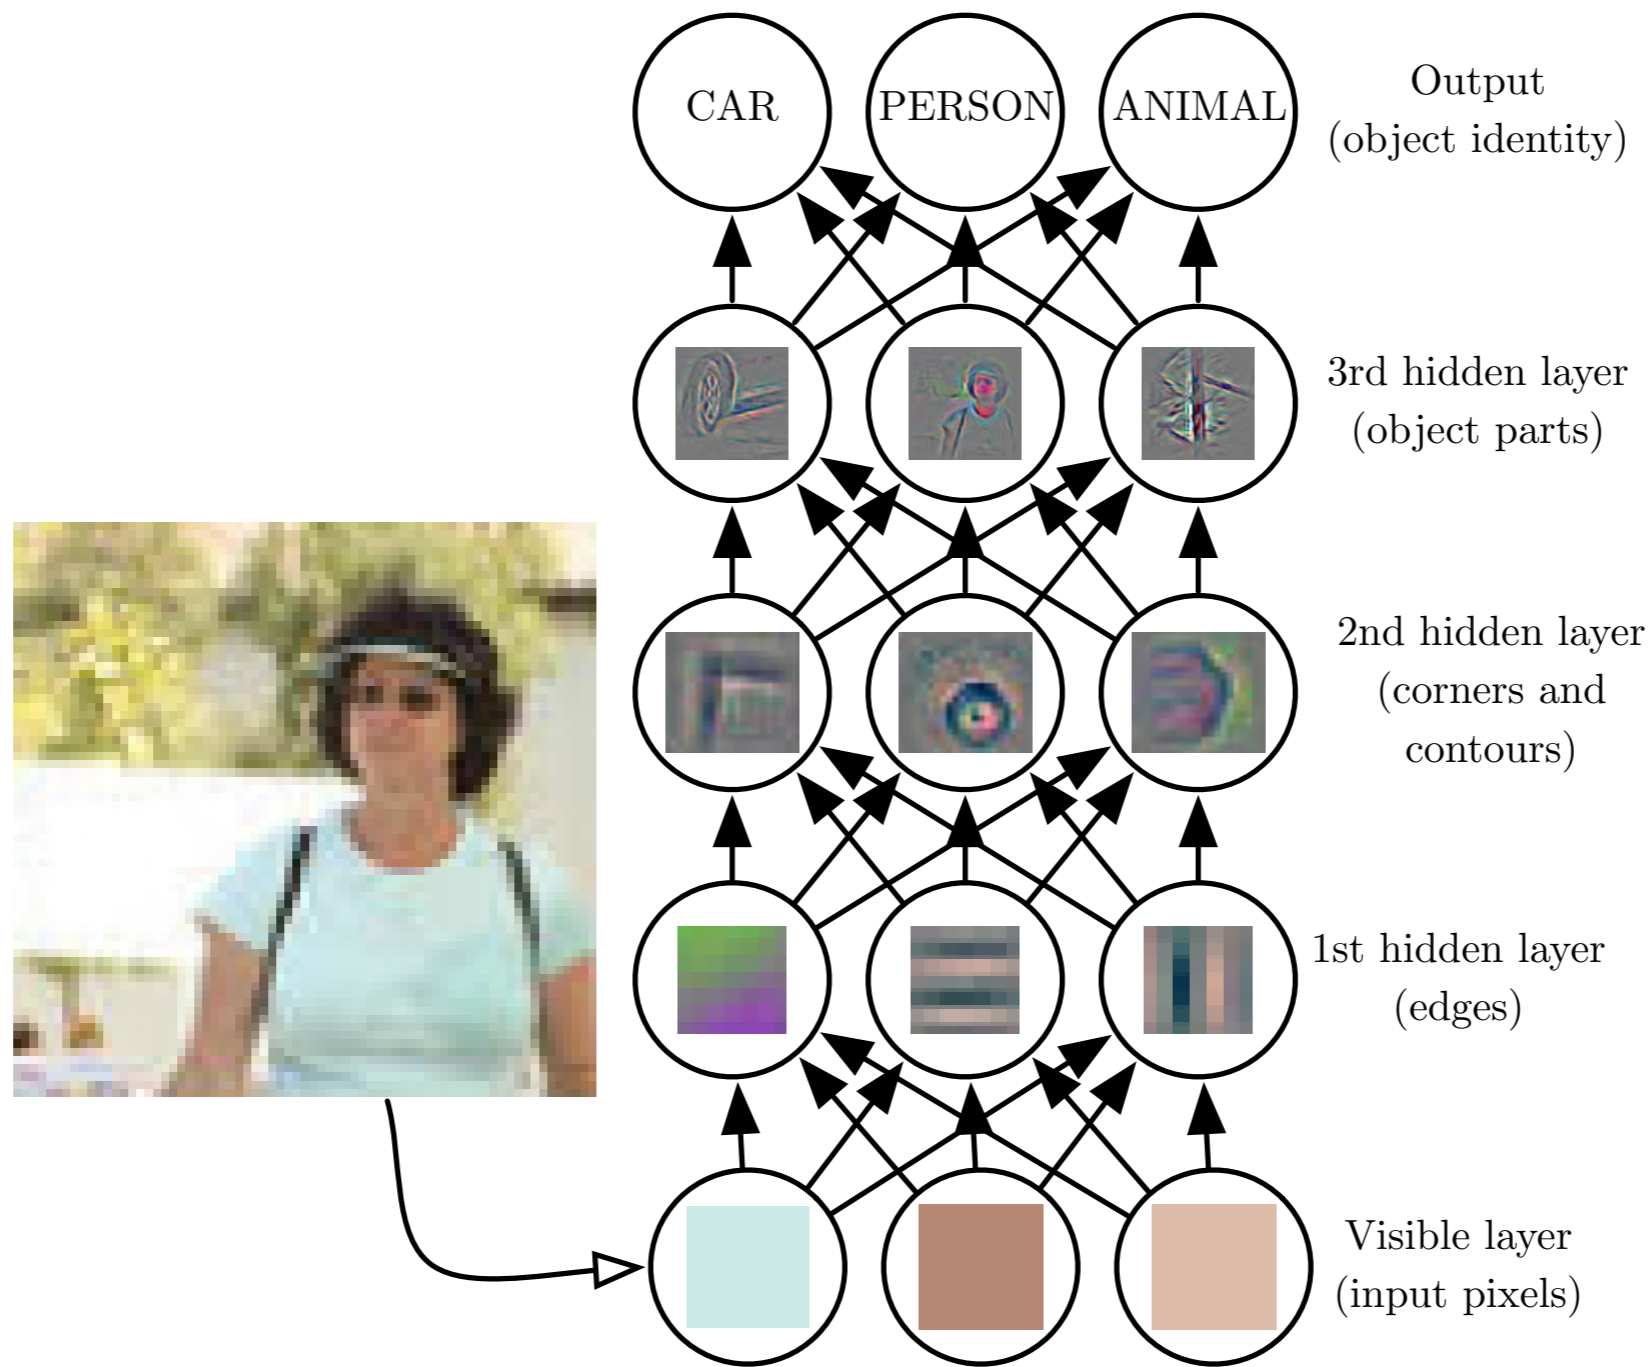 CAR
PERSON
ANIMAL
Output
(object identity)
3rd hidden layer
(object parts)
2nd hidden layer
(corners and
contours)
1st hidden layer
(edges)
Visible layer
(input pixels)